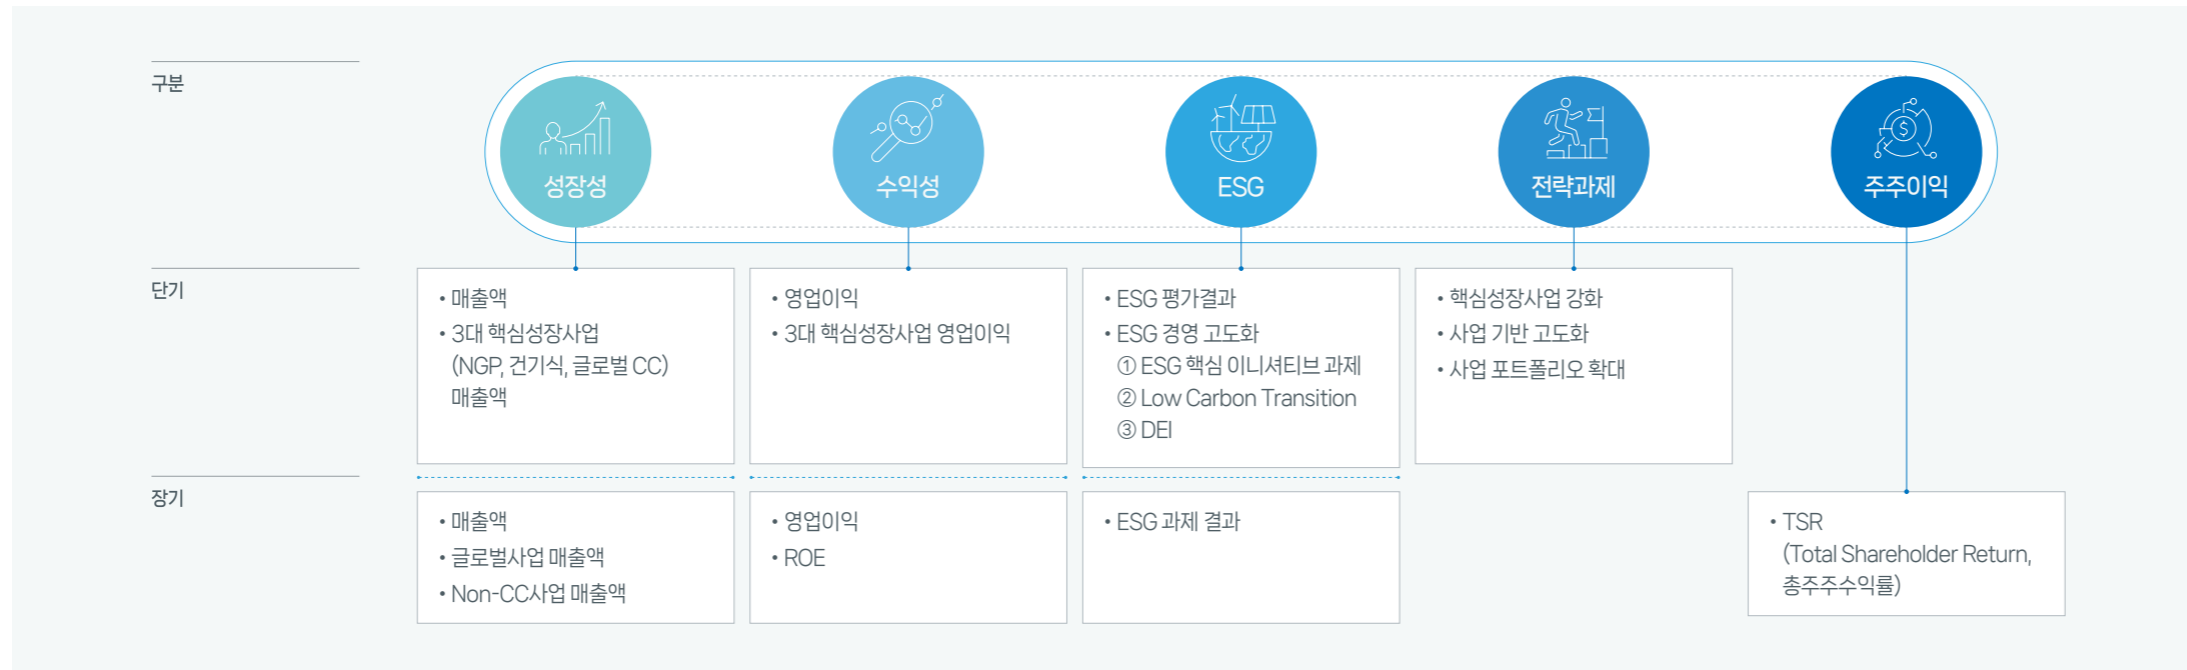 구분
성장성
수익성
ESG
전략과제
주주이익
단기
• 매출액
• 3대 핵심성장사업
(NGP, 건기식, 글로벌 CC)
매출액
• 영업이익
• 3대 핵심성장사업 영업이익
• ESG 평가결과
• ESG 경영 고도화
① ESG 핵심 이니셔티브 과제
② Low Carbon Transition
③ DEI
• 핵심성장사업 강화
• 사업 기반 고도화
• 사업 포트폴리오 확대
장기
• 매출액
• 글로벌사업 매출액
• Non-CC사업 매출액
• 영업이익
• ROE
• ESG 과제 결과
• TSR
(Total Shareholder Return,
총주주수익률)